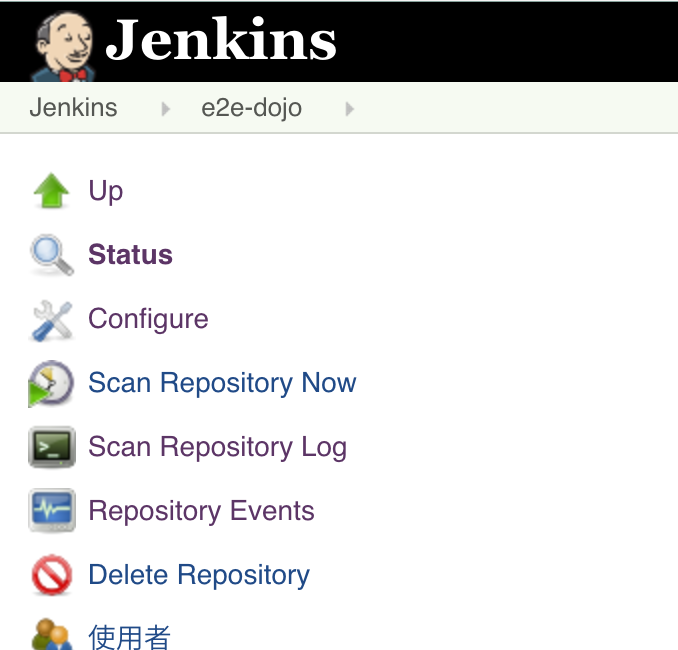 Jenkins
Jenkins e2e-dojo
Up
Status
Configure
Scan Repository Now
Scan Repository Log
Repository Events
Delete Repository
使用者